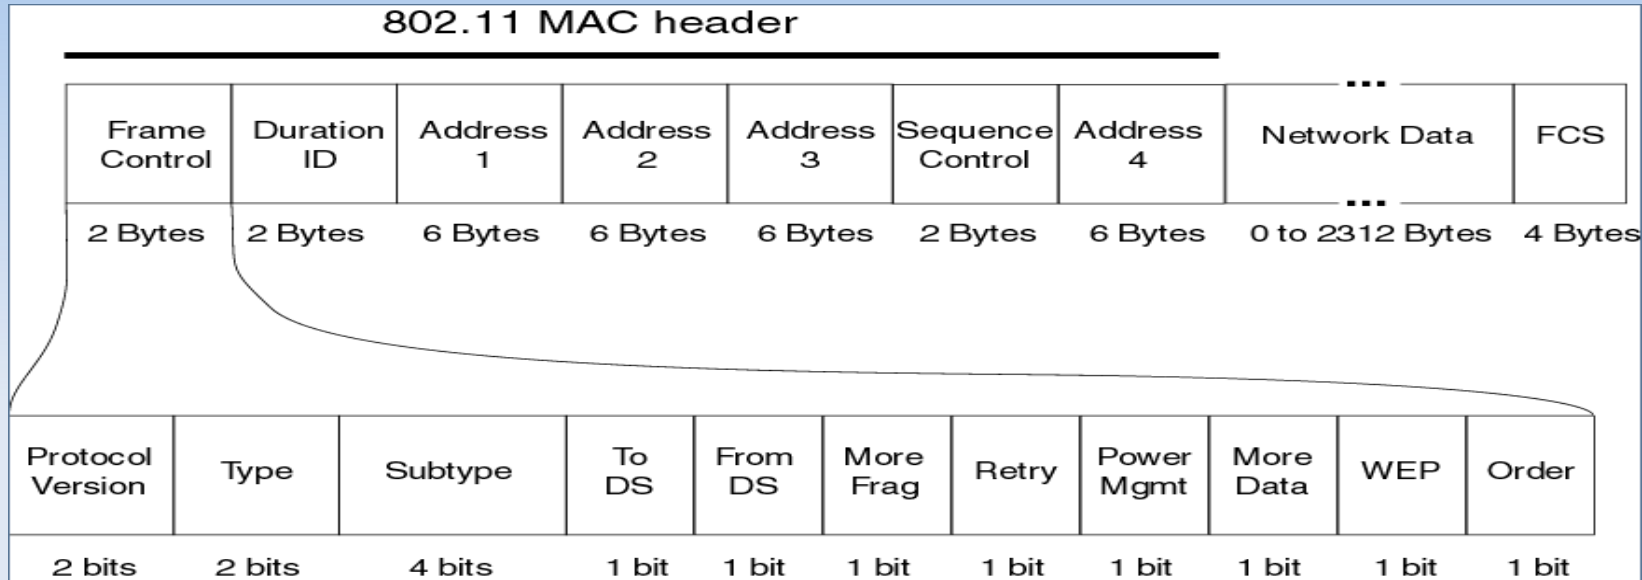 802.11 MAC header
Frame Control
Duration ID
Address 1
Address 2
Address 3
Sequence Control
Address 4
...
Network Data
...
FCS
2 Bytes
2 Bytes
6 Bytes
6 Bytes
6 Bytes
2 Bytes
6 Bytes
0 to 2312 Bytes
4 Bytes
Protocol Version
Type
Subtype
To DS
From DS
More Frag
Retry
Power Mgmt
More Data
WEP
Order
2 bits
2 bits
4 bits
1 bit
1 bit
1 bit
1 bit
1 bit
1 bit
1 bit
1 bit